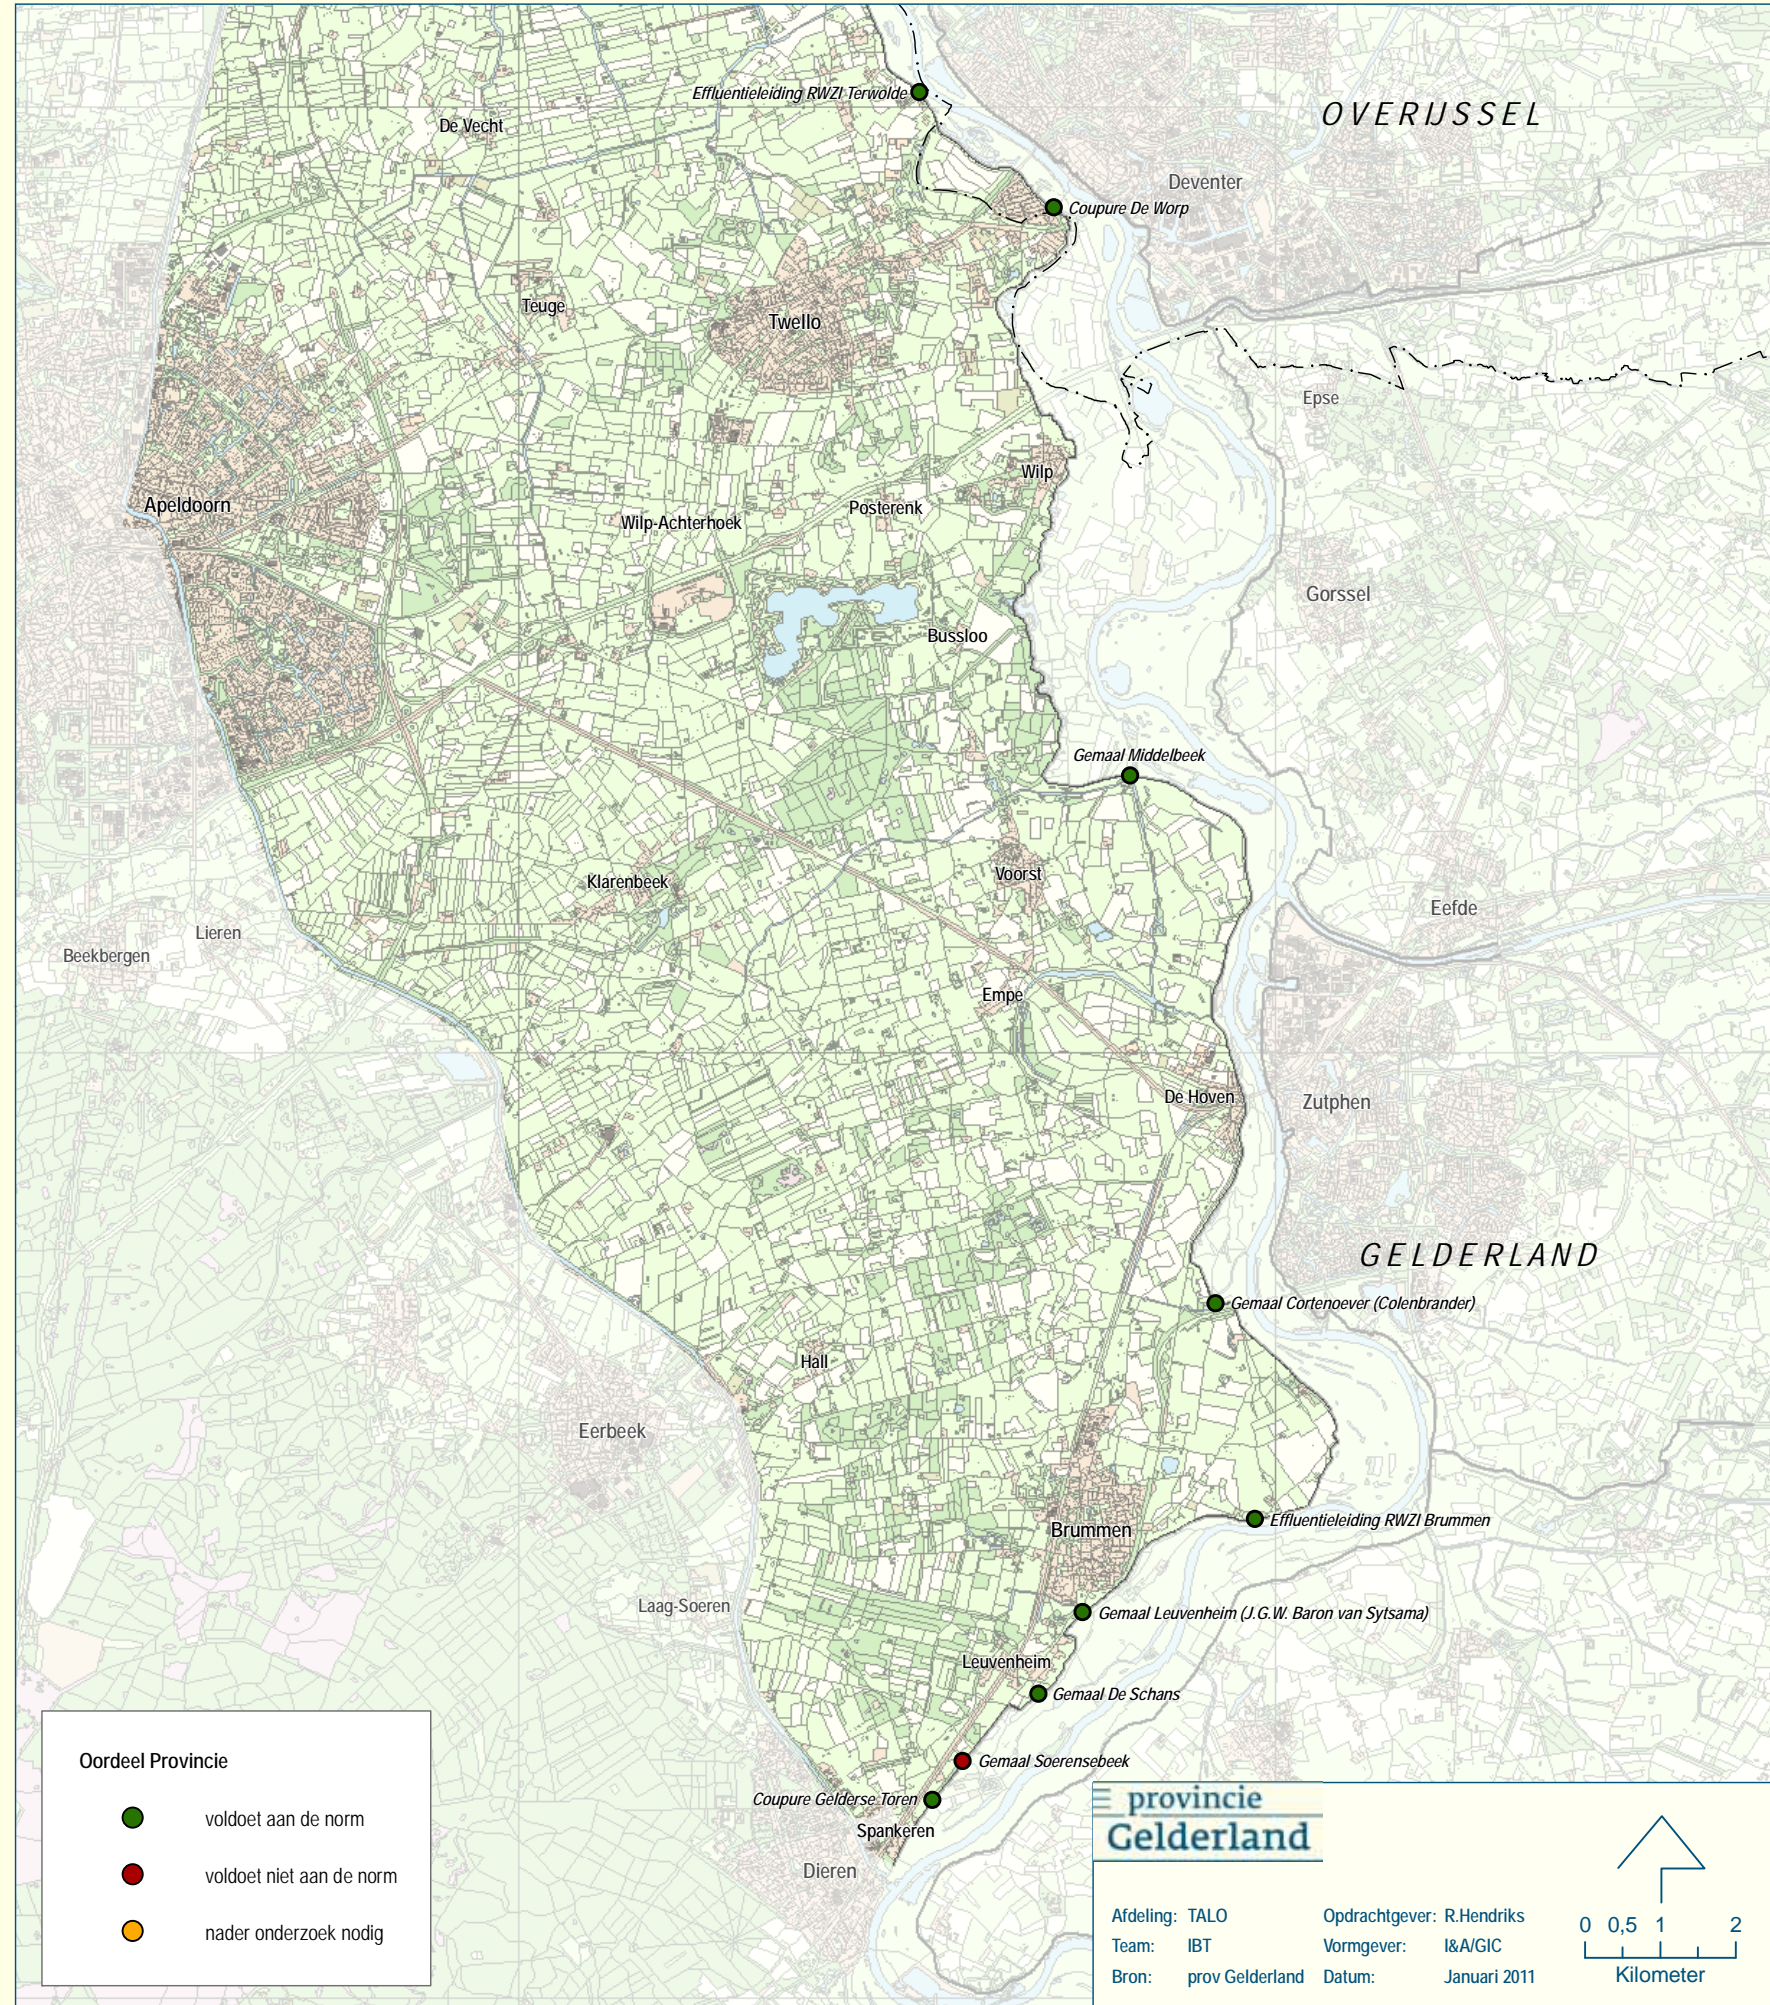 Effluentieleiding RWZI Terwolde
OVERIJSSEL
De Vecht
Deventer
Coupure De Worp
Teuge
Twello
Epse
Wilp
Apeldoorn
Posterenk
Wilp-Achterhoek
Gorssel
Bussloo
Gemaal Middelbeek
Klarenbeek
Voorst
Eefde
Lieren
Beekbergen
Empe
De Hoven
Zutphen
GELDERLAND
Gemaal Cortenoever (Colenbrander)
Hall
Eerbeek
Effluentieleiding RWZI Brummen
Brummen
Laag-Soeren
Gemaal Leuvenheim (J.G.W. Baron van Sytsama)
Leuvenheim
Gemaal De Schans
Gemaal Soerensebeek
Coupure Gelderse Toren
Spankeren
Dieren
Oordeel Provincie
voldoet aan de norm
voldoet niet aan de norm
nader onderzoek nodig
provincie
Gelderland
Afdeling: TALO Opdrachtgever: R.Hendriks
Team: IBT Vormgever: I&A/GIC
Bron: prov Gelderland Datum: Januari 2011
0 0,5 1 2
Kilometer